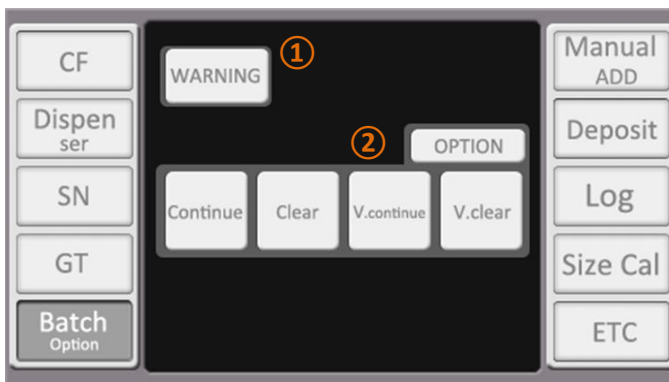 CF
Dispen
ser
SN
GT
Batch
Option
WARNING
①
②
OPTION
Continue
Clear
V.continue
V.clear
Manual
ADD
Deposit
Log
Size Cal
ETC